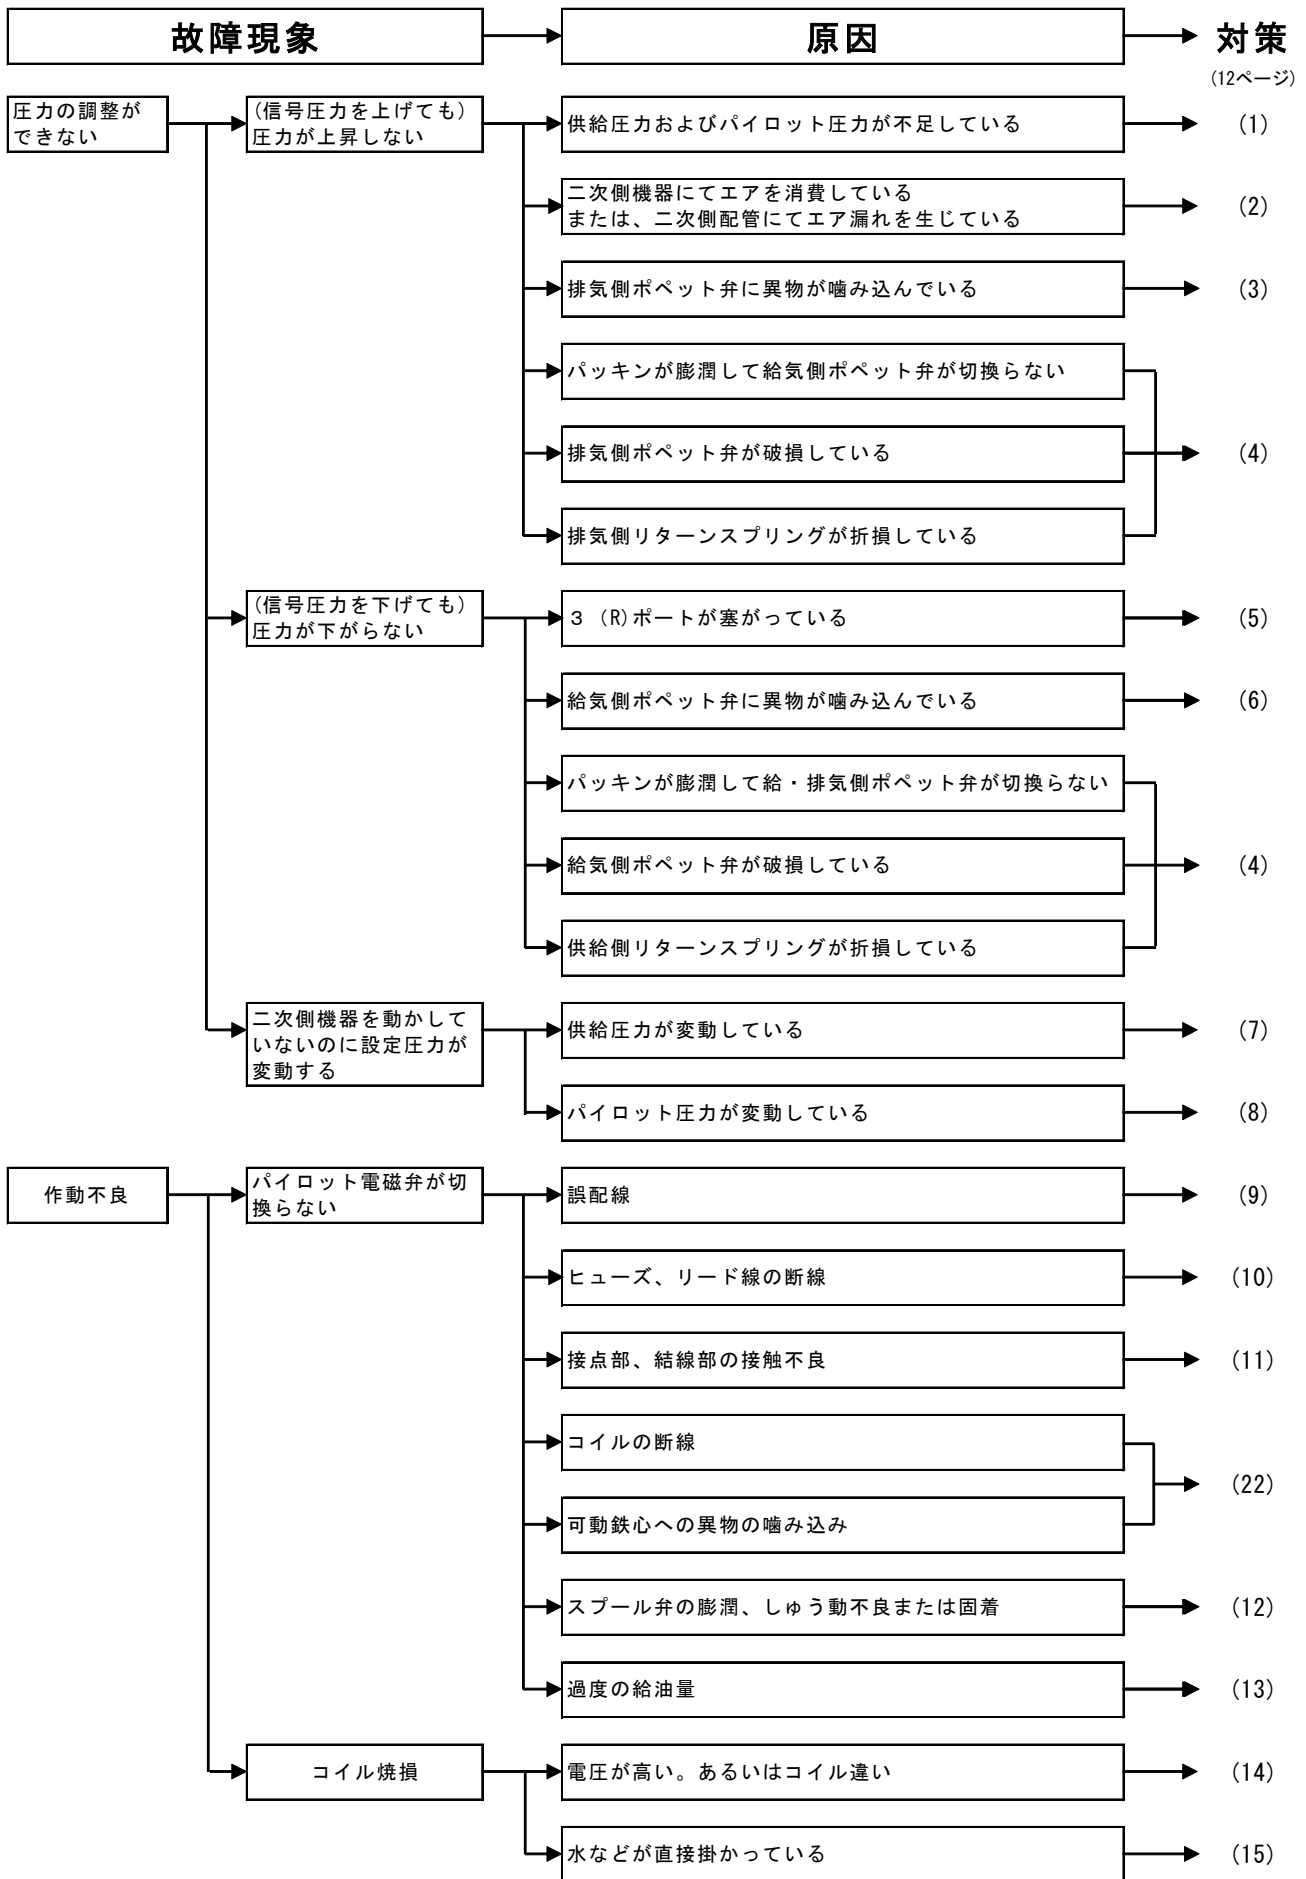 故障現象
原因
対策
(12ページ)
圧力の調整が
できない
(信号圧力を上げても)
圧力が上昇しない
供給圧力およびパイロット圧力が不足している
(1)
二次側機器にてエアを消費している
または、二次側配管にてエア漏れを生じている
(2)
排気側ポペット弁に異物が噛み込んでいる
(3)
パッキンが膨潤して給気側ポペット弁が切換らない
排気側ポペット弁が破損している
(4)
排気側リターンスプリングが折損している
(信号圧力を下げても)
圧力が下がらない
3 (R)ポートが塞がっている
(5)
給気側ポペット弁に異物が噛み込んでいる
(6)
パッキンが膨潤して給・排気側ポペット弁が切換らない
給気側ポペット弁が破損している
(4)
供給側リターンスプリングが折損している
二次側機器を動かして
いないのに設定圧力が
変動する
供給圧力が変動している
(7)
パイロット圧力が変動している
(8)
作動不良
パイロット電磁弁が切
換らない
誤配線
(9)
ヒューズ、リード線の断線
(10)
接点部、結線部の接触不良
(11)
コイルの断線
(22)
可動鉄心への異物の噛み込み
スプール弁の膨潤、しゅう動不良または固着
(12)
過度の給油量
(13)
コイル焼損
電圧が高い。あるいはコイル違い
(14)
水などが直接掛かっている
(15)